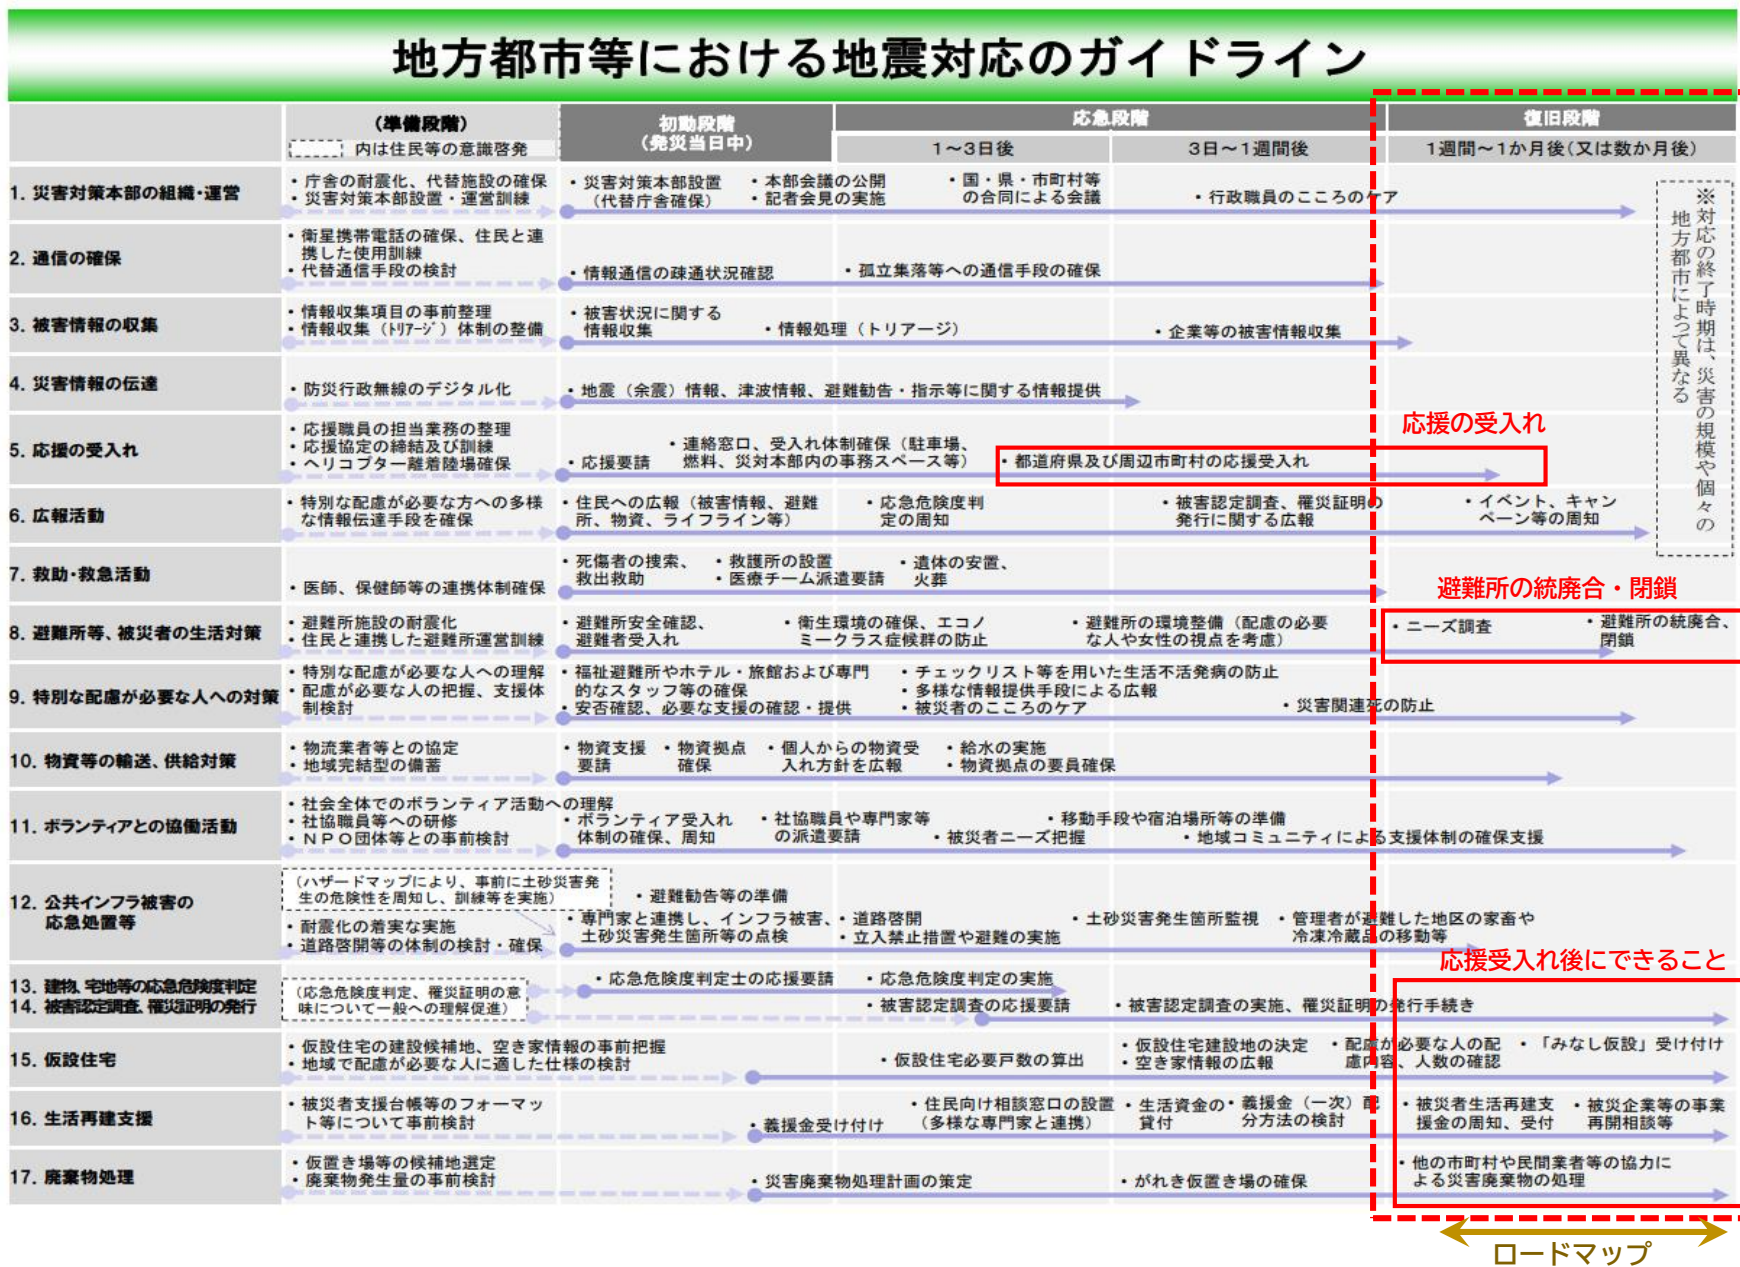 地方都市等における地震対応のガイドライン
（準備段階）
内は住民等の意識啓発
初動段階
（発災当日中）
応急段階
1～3日後
3日～1週間後
復旧段階
1週間～1か月後（又は数か月後）
※対応の終了時期は、災害の規模や個々の
地方都市によって異なる
1. 災害対策本部の組織・運営
・庁舎の耐震化、代替施設の確保
・災害対策本部設置・運営訓練
・災害対策本部設置
（代替庁舎確保）
・本部会議の公開
・記者会見の実施
・国・県・市町村等
の合同による会議
・行政職員のこころのケア
2. 通信の確保
・衛星携帯電話の確保、住民と連
携した使用訓練
・代替通信手段の検討
・情報通信の疎通状況確認
・孤立集落等への通信手段の確保
3. 被害情報の収集
・情報収集項目の事前整理
・情報収集（ﾄﾘｱｰｼﾞ）体制の整備
・被害状況に関する
情報収集
・情報処理（トリアージ）
・企業等の被害情報収集
4. 災害情報の伝達
・防災行政無線のデジタル化
・地震（余震）情報、津波情報、避難勧告・指示等に関する情報提供
応援の受入れ
5. 応援の受入れ
・応援職員の担当業務の整理
・応援協定の締結及び訓練
・ヘリコプター離着陸場確保
・応援要請
・連絡窓口、受入れ体制確保（駐車場、
燃料、災対本部内の事務スペース等）
・都道府県及び周辺市町村の応援受入れ
6. 広報活動
・特別な配慮が必要な方への多様
な情報伝達手段を確保
・住民への広報（被害情報、避難
所、物資、ライフライン等）
・応急危険度判
定の周知
・被害認定調査、罹災証明の
発行に関する広報
・イベント、キャン
ペーン等の周知
7. 救助・救急活動
・医師、保健師等の連携体制確保
・死傷者の捜索、
救出救助
・救護所の設置
・医療チーム派遣要請
・遺体の安置、
火葬
避難所の統廃合・閉鎖
8. 避難所等、被災者の生活対策
・避難所施設の耐震化
・住民と連携した避難所運営訓練
・避難所安全確認、
避難者受入れ
・衛生環境の確保、エコノ
ミークラス症候群の防止
・避難所の環境整備（配慮の必要
な人や女性の視点を考慮）
・ニーズ調査
・避難所の統廃合、
閉鎖
9. 特別な配慮が必要な人への対策
・特別な配慮が必要な人への理解
・配慮が必要な人の把握、支援体
制検討
・福祉避難所やホテル・旅館および専門
的なスタッフ等の確保
・安否確認、必要な支援の確認・提供
・チェックリスト等を用いた生活不活発病の防止
・多様な情報提供手段による広報
・被災者のこころのケア
・災害関連死の防止
10. 物資等の輸送、供給対策
・物流業者等との協定
・地域完結型の備蓄
・物資支援
要請
・物資拠点
確保
・個人からの物資受
入れ方針を広報
・給水の実施
・物資拠点の要員確保
11. ボランティアとの協働活動
・社会全体でのボランティア活動への理解
・社協職員等への研修
・ＮＰＯ団体等との事前検討
・ボランティア受入れ
体制の確保、周知
・社協職員や専門家等
の派遣要請
・被災者ニーズ把握
・移動手段や宿泊場所等の準備
・地域コミュニティによる支援体制の確保支援
12. 公共インフラ被害の
応急処置等
（ハザードマップにより、事前に土砂災害発
生の危険性を周知し、訓練等を実施）
・耐震化の着実な実施
・道路啓開等の体制の検討・確保
・避難勧告等の準備
・専門家と連携し、インフラ被害、
土砂災害発生箇所等の点検
・道路啓開
・立入禁止措置や避難の実施
・土砂災害発生箇所監視
・管理者が避難した地区の家畜や
冷凍冷蔵品の移動等
応援受入れ後にできること
13. 建物、宅地等の応急危険度判定
14. 被害認定調査、罹災証明の発行
（応急危険度判定、罹災証明の意
味について一般への理解促進）
・応急危険度判定士の応援要請
・応急危険度判定の実施
・被害認定調査の応援要請
・被害認定調査の実施、罹災証明の発行手続き
15. 仮設住宅
・仮設住宅の建設候補地、空き家情報の事前把握
・地域で配慮が必要な人に適した仕様の検討
・仮設住宅必要戸数の算出
・仮設住宅建設地の決定
・空き家情報の広報
・配慮が必要な人の配
慮内容、人数の確認
・「みなし仮設」受け付け
16. 生活再建支援
・被災者支援台帳等のフォーマッ
ト等について事前検討
・義援金受け付け
・住民向け相談窓口の設置
（多様な専門家と連携）
・生活資金の
貸付
・義援金（一次）配
分方法の検討
・被災者生活再建支
援金の周知、受付
・被災企業等の事業
再開相談等
17. 廃棄物処理
・仮置き場等の候補地選定
・廃棄物発生量の事前検討
・災害廃棄物処理計画の策定
・がれき仮置き場の確保
・他の市町村や民間業者等の協力に
よる災害廃棄物の処理
ロードマップ